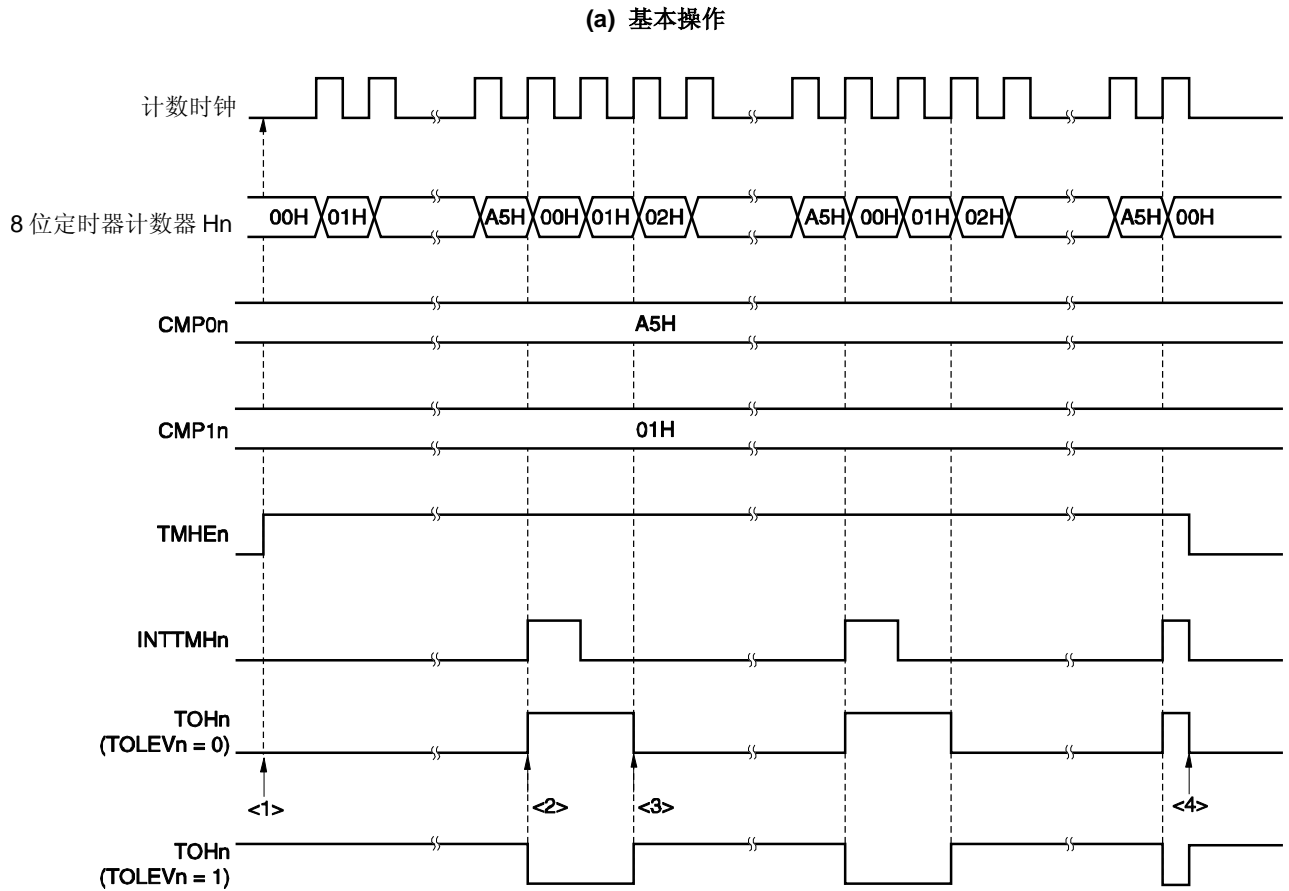 (a) 基本操作
计数时钟
8 位定时器计数器 Hn 00H 01H A5H 00H 01H 02H A5H 00H 01H 02H A5H 00H
CMP0n A5H
CMP1n 01H
TMHEn
INTTMHn
TOHn
(TOLEVn = 0)
<1> <2> <3> <4>
TOHn
(TOLEVn = 1)